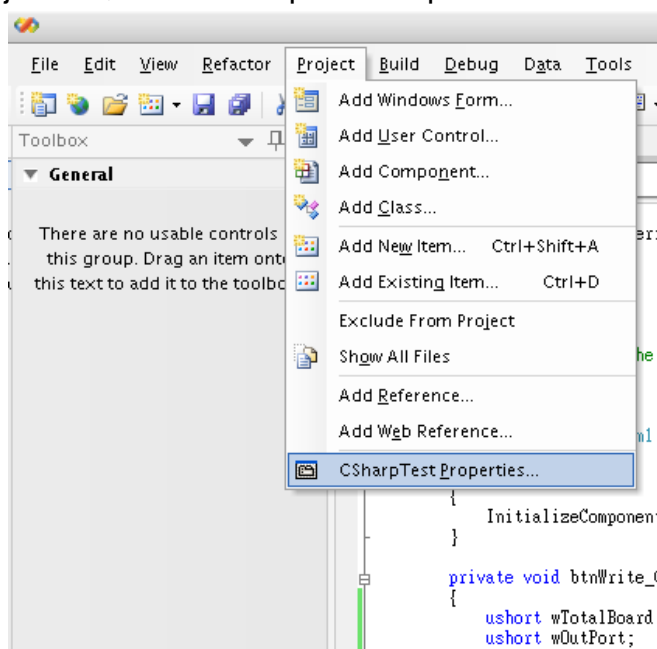 File Edit View Refactor Project Build Debug Data Tools
Toolbox
General
There are no usable controls
this group. Drag an item onto
this text to add it to the toolbo
Add Windows Form...
Add User Control...
Add Component...
Add Class...
Add New Item... Ctrl+Shift+A
Add Existing Item... Ctrl+D
Exclude From Project
Show All Files
Add Reference...
Add Web Reference...
CSharpTest Properties...
{
InitializeComponen
}
private void btnWrite_
{
ushort wTotalBoard
ushort wOutPort;